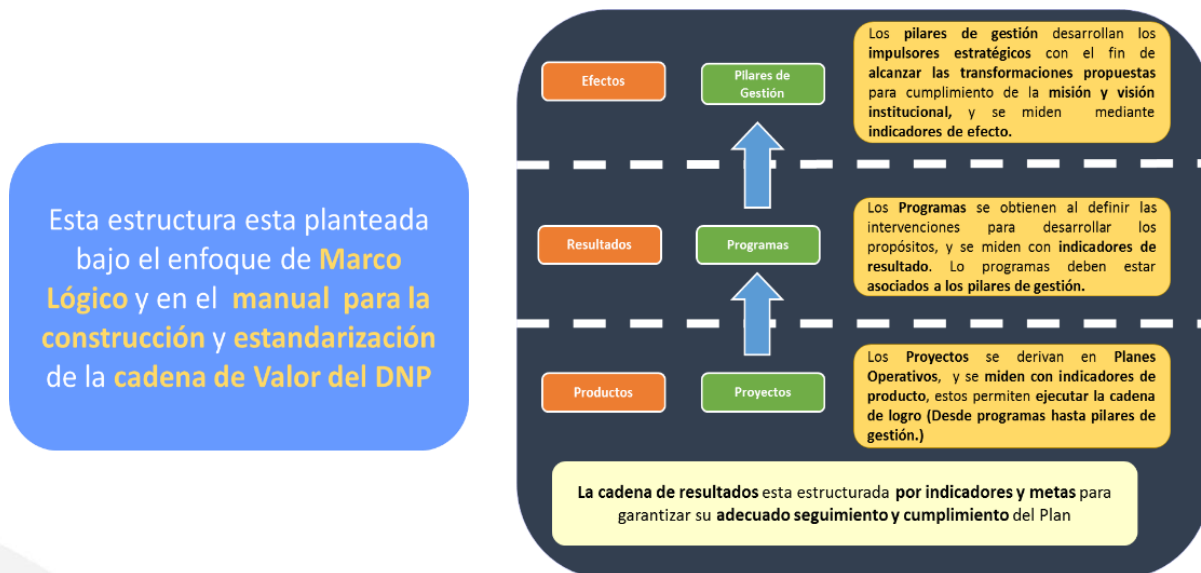 Esta estructura esta planteada
bajo el enfoque de Marco
Lógico y en el manual para la
construcción y estandarización
de la cadena de Valor del DNP
Efectos
Pilares de
Gestión
Los pilares de gestión desarrollan los
impulsores estratégicos con el fin de
alcanzar las transformaciones propuestas
para cumplimiento de la misión y visión
institucional, y se miden mediante
indicadores de efecto.
Resultados
Programas
Los Programas se obtienen al definir las
intervenciones para desarrollar los
propósitos, y se miden con indicadores de
resultado. Lo programas deben estar
asociados a los pilares de gestión.
Productos
Proyectos
Los Proyectos se derivan en Planes
Operativos, y se miden con indicadores de
producto, estos permiten ejecutar la cadena
de logro (Desde programas hasta pilares de
gestión.)
La cadena de resultados esta estructurada por indicadores y metas para
garantizar su adecuado seguimiento y cumplimiento del Plan